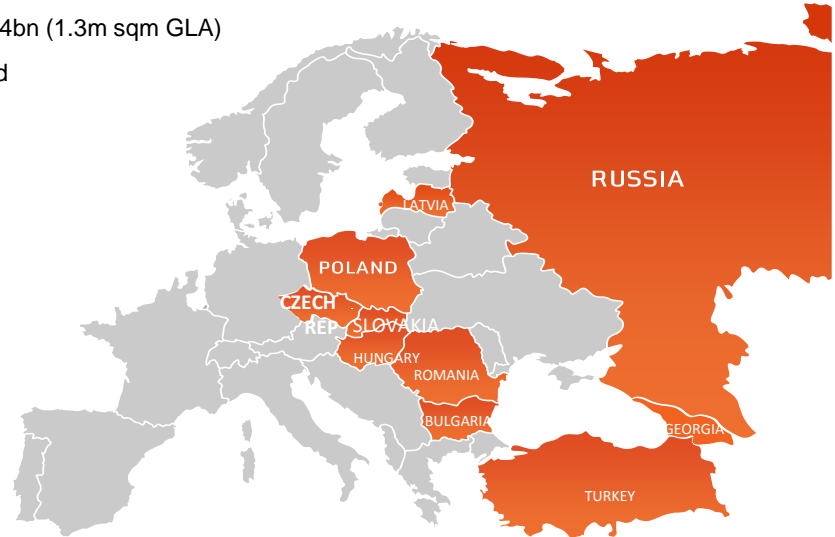 4bn (1.3m sqm GLA)
d
RUSSIA
LATVIA
POLAND
CZECH
REP
SLOVAKIA
HUNGARY
ROMANIA
BULGARIA
GEORGIA
TURKEY